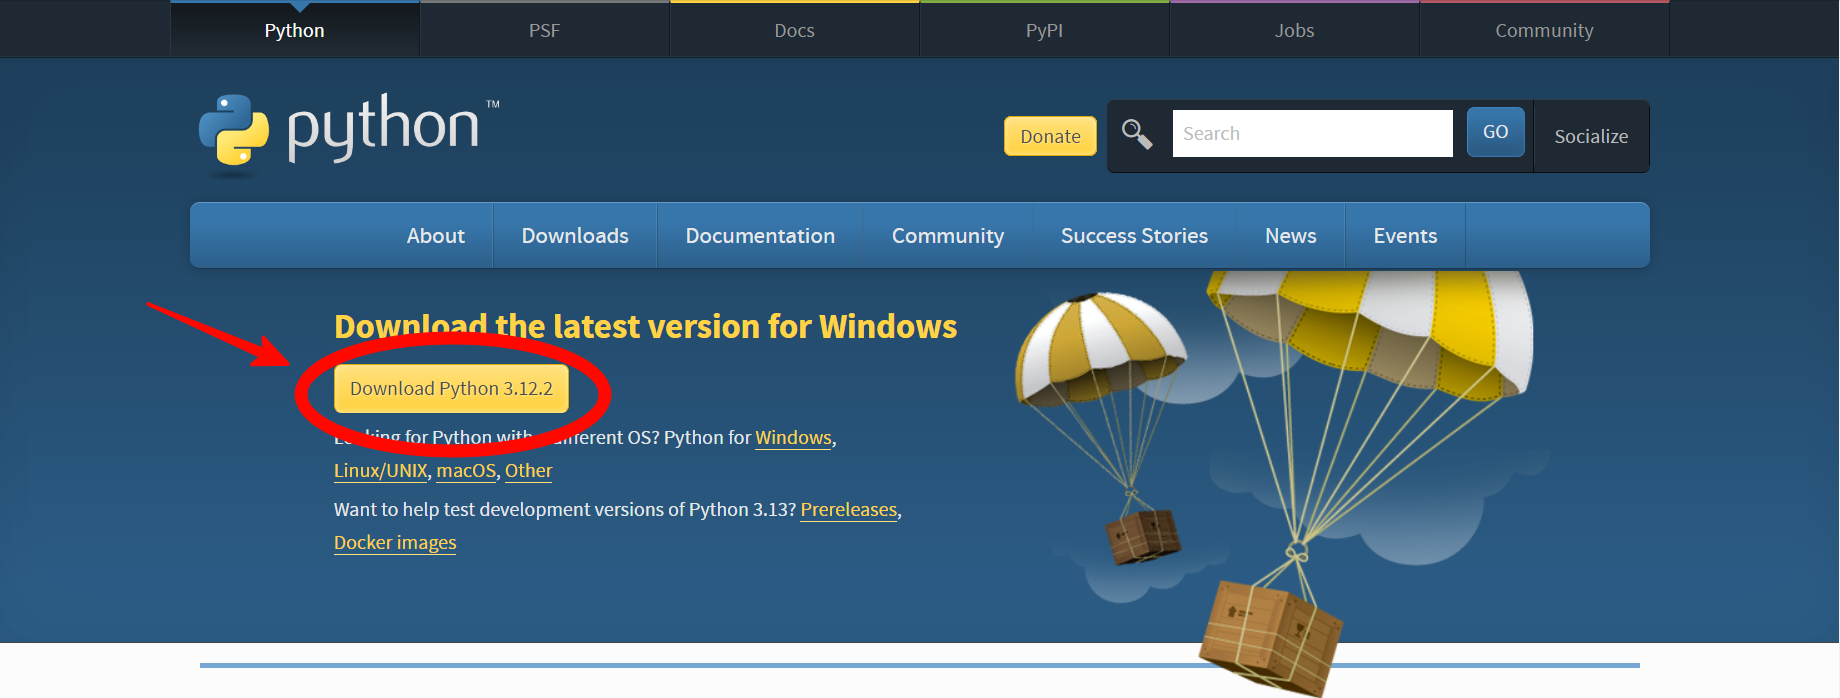 Python PSF Docs PyPI Jobs Community
python™
Donate Search GO Socialize
About Downloads Documentation Community Success Stories News Events
Download the latest version for Windows
Download Python 3.12.2
for Python with different OS? Python for Windows,
Linux/UNIX, macOS, Other
Want to help test development versions of Python 3.13? Prereleases,
Docker images